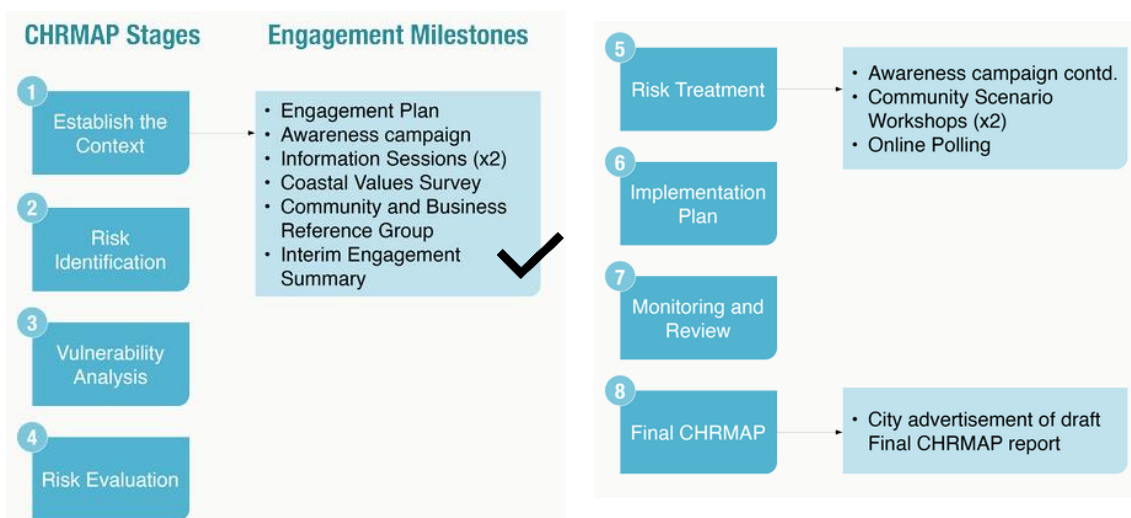 CHRMAP Stages
Engagement Milestones
1
Establish the
Context
• Engagement Plan
• Awareness campaign
• Information Sessions (x2)
• Coastal Values Survey
• Community and Business
Reference Group
• Interim Engagement
Summary
2
Risk
Identification
3
Vulnerability
Analysis
4
Risk Evaluation
5
Risk Treatment
• Awareness campaign contd.
• Community Scenario
Workshops (x2)
• Online Polling
6
Implementation
Plan
7
Monitoring and
Review
8
Final CHRMAP
• City advertisement of draft
Final CHRMAP report